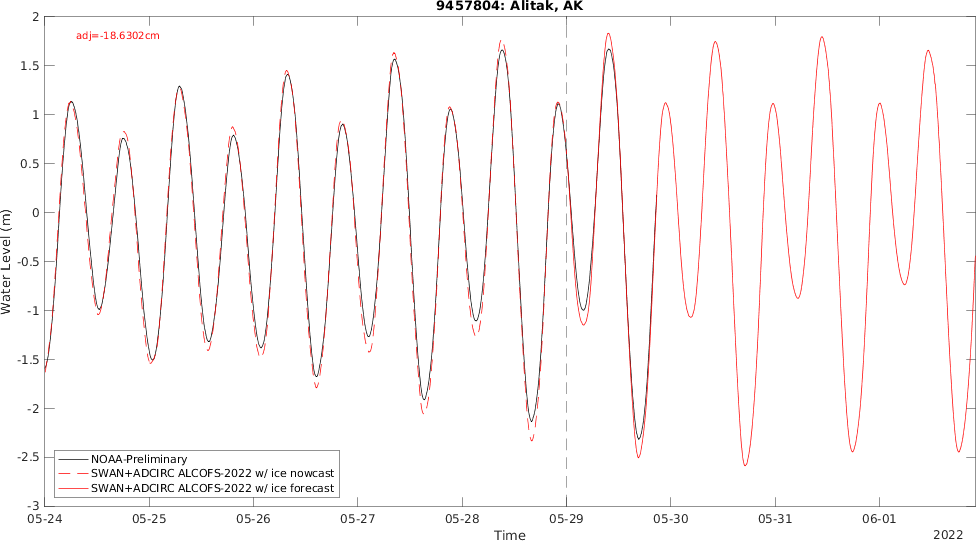 9457804: Alitak, AK
adj=-18.6302cm
Water Level (m)
2
1.5
1
0.5
0
-0.5
-1
-1.5
-2
-2.5
-3
NOAA-Preliminary
SWAN+ADCIRC ALCOFS-2022 w/ ice nowcast
SWAN+ADCIRC ALCOFS-2022 w/ ice forecast
05-24 05-25 05-26 05-27 05-28 05-29 05-30 05-31 06-01
Time
2022